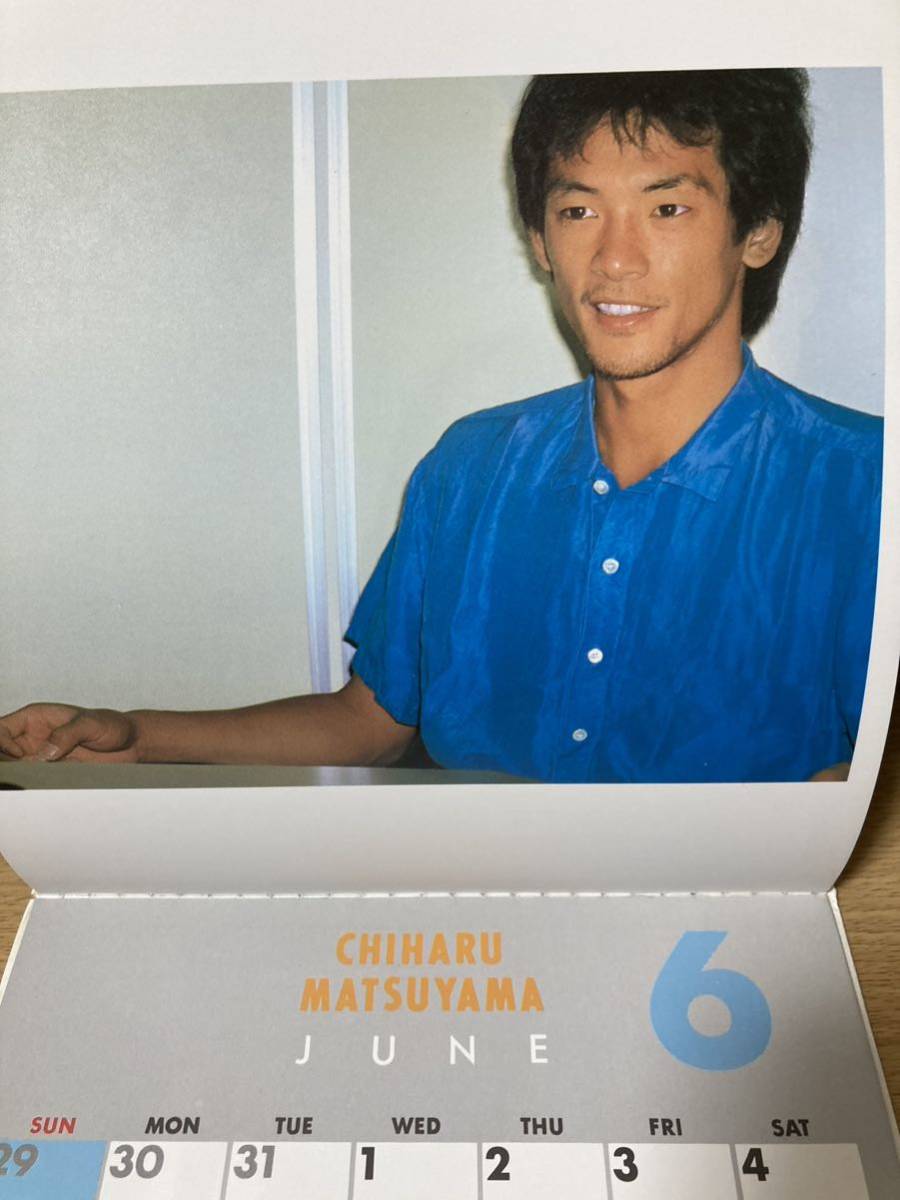 CHIHARU
MATSUYAMA
6
JUNE
SUN MON TUE WED THU FRI SAT
29 30 31 1 2 3 4